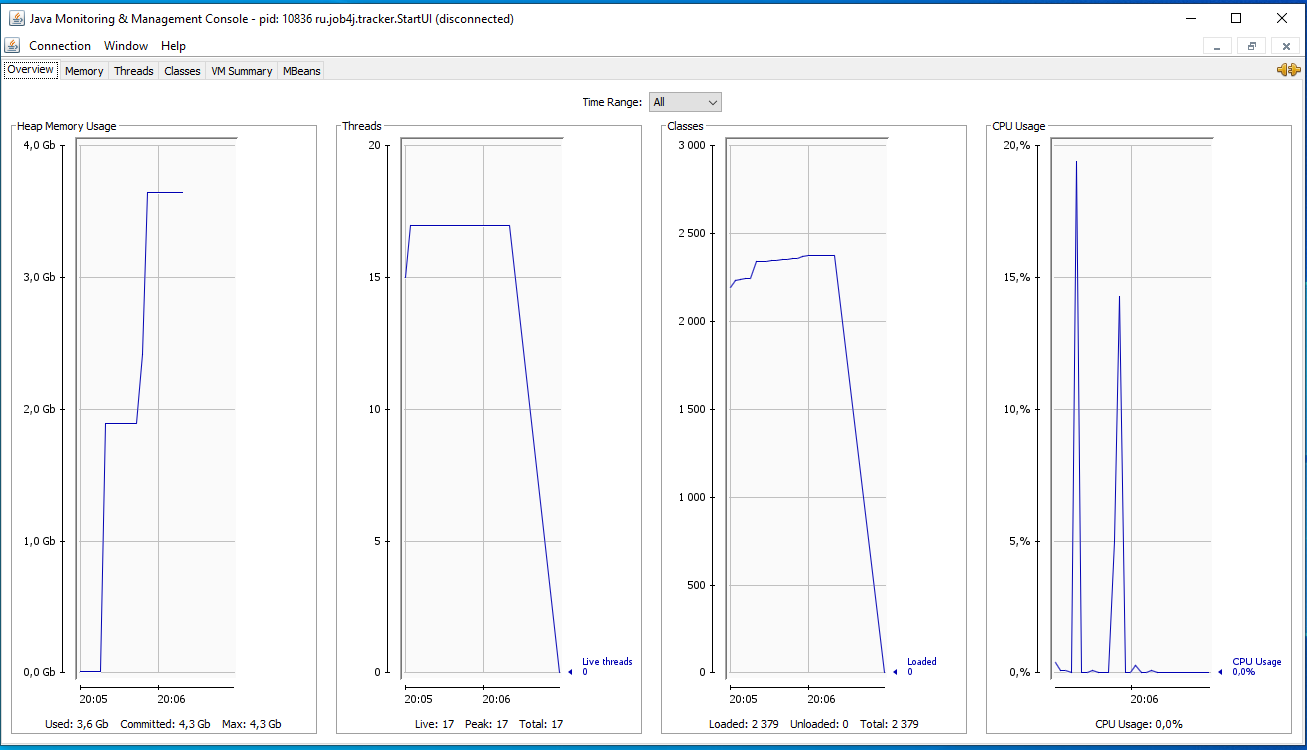 Java Monitoring & Management Console - pid: 10836 ru.job4j.tracker.StartUI (disconnected)
Connection Window Help
Overview Memory Threads Classes VM Summary MBeans
Time Range: All
Heap Memory Usage
4,0 Gb
3,0 Gb
2,0 Gb
1,0 Gb
0,0 Gb
20:05 20:06
Used: 3,6 Gb Committed: 4,3 Gb Max: 4,3 Gb
Threads
20
15
10
5
0
Live threads
0
20:05 20:06
Live: 17 Peak: 17 Total: 17
Classes
3 000
2 500
2 000
1 500
1 000
500
0
Loaded
0
20:05 20:06
Loaded: 2 379 Unloaded: 0 Total: 2 379
CPU Usage
20,%
15,%
10,%
5,%
0,%
CPU Usage
0,0%
20:06
CPU Usage: 0,0%